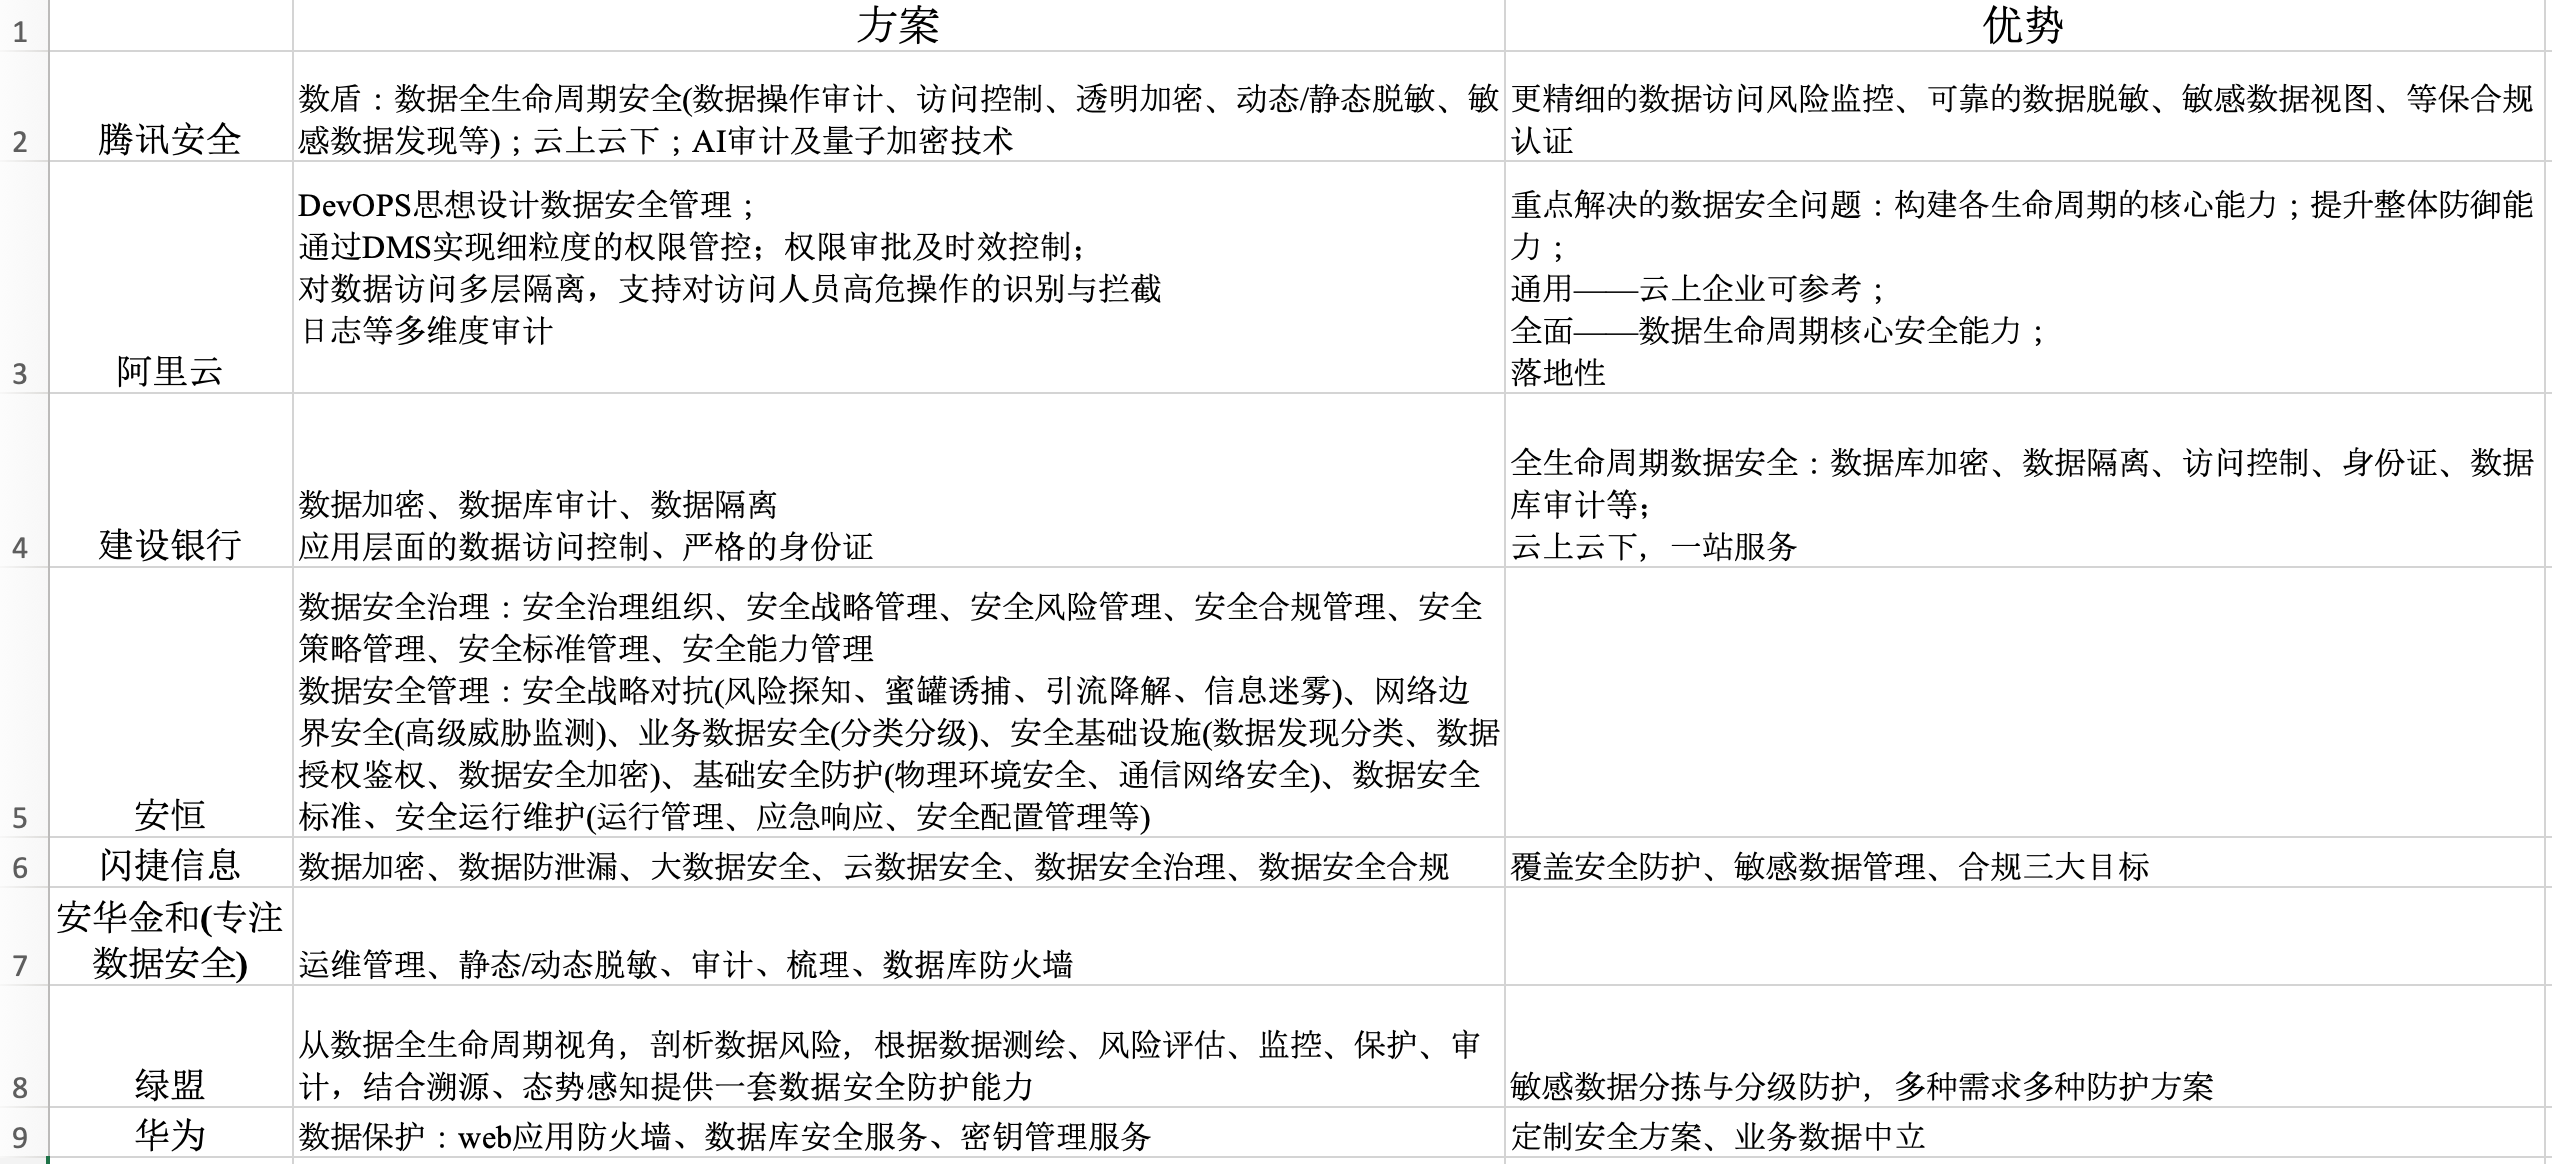 1
方案
优势
2
腾讯安全
数盾：数据全生命周期安全(数据操作审计、访问控制、透明加密、动态/静态脱敏、敏
感数据发现等)；云上云下；AI审计及量子加密技术
更精细的数据访问风险监控、可靠的数据脱敏、敏感数据视图、等保合规
认证
3
阿里云
DevOPS思想设计数据安全管理；
通过DMS实现细粒度的权限管控；权限审批及时效控制；
对数据访问多层隔离，支持对访问人员高危操作的识别与拦截
日志等多维度审计
重点解决的数据安全问题：构建各生命周期的核心能力；提升整体防御能
力；
通用——云上企业可参考；
全面——数据生命周期核心安全能力；
落地性
4
建设银行
数据加密、数据库审计、数据隔离
应用层面的数据访问控制、严格的身份证
全生命周期数据安全：数据库加密、数据隔离、访问控制、身份证、数据
库审计等；
云上云下，一站服务
5
安恒
数据安全治理：安全治理组织、安全战略管理、安全风险管理、安全合规管理、安全
策略管理、安全标准管理、安全能力管理
数据安全管理：安全战略对抗(风险探知、蜜罐诱捕、引流降解、信息迷雾)、网络边
界安全(高级威胁监测)、业务数据安全(分类分级)、安全基础设施(数据发现分类、数据
授权鉴权、数据安全加密)、基础安全防护(物理环境安全、通信网络安全)、数据安全
标准、安全运行维护(运行管理、应急响应、安全配置管理等)
6
闪捷信息
数据加密、数据防泄漏、大数据安全、云数据安全、数据安全治理、数据安全合规
覆盖安全防护、敏感数据管理、合规三大目标
7
安华金和(专注
数据安全)
运维管理、静态/动态脱敏、审计、梳理、数据库防火墙
8
绿盟
从数据全生命周期视角，剖析数据风险，根据数据测绘、风险评估、监控、保护、审
计，结合溯源、态势感知提供一套数据安全防护能力
敏感数据分拣与分级防护，多种需求多种防护方案
9
华为
数据保护：web应用防火墙、数据库安全服务、密钥管理服务
定制安全方案、业务数据中立